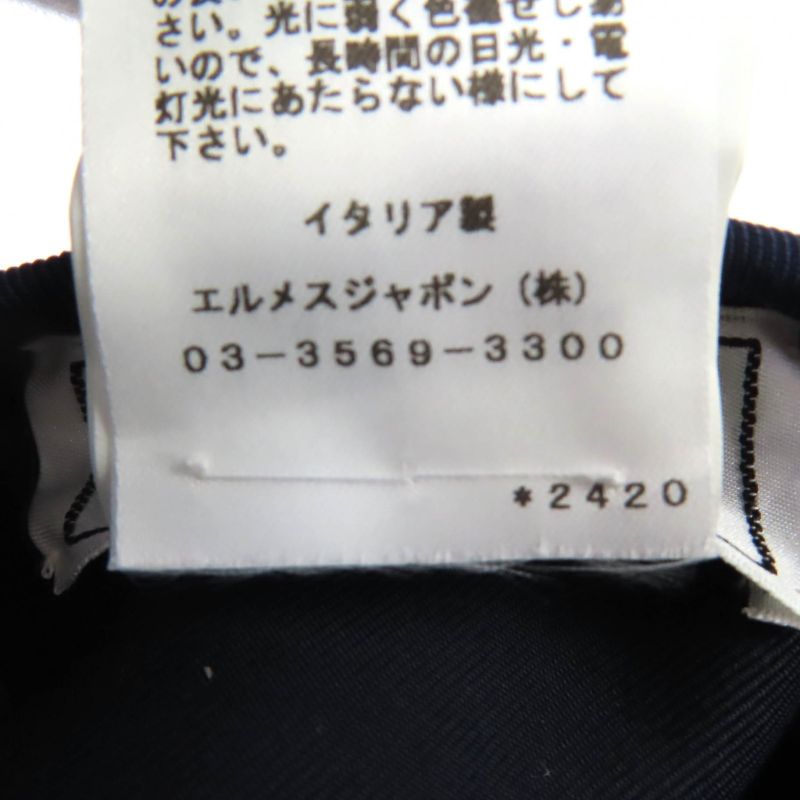 さい。光に弱く色褪せし易
いので、長時間の日光・電
灯光にあたらない様にして
下さい。
イタリア製
エルメスジャポン(株)
03-3569-3300
*2420